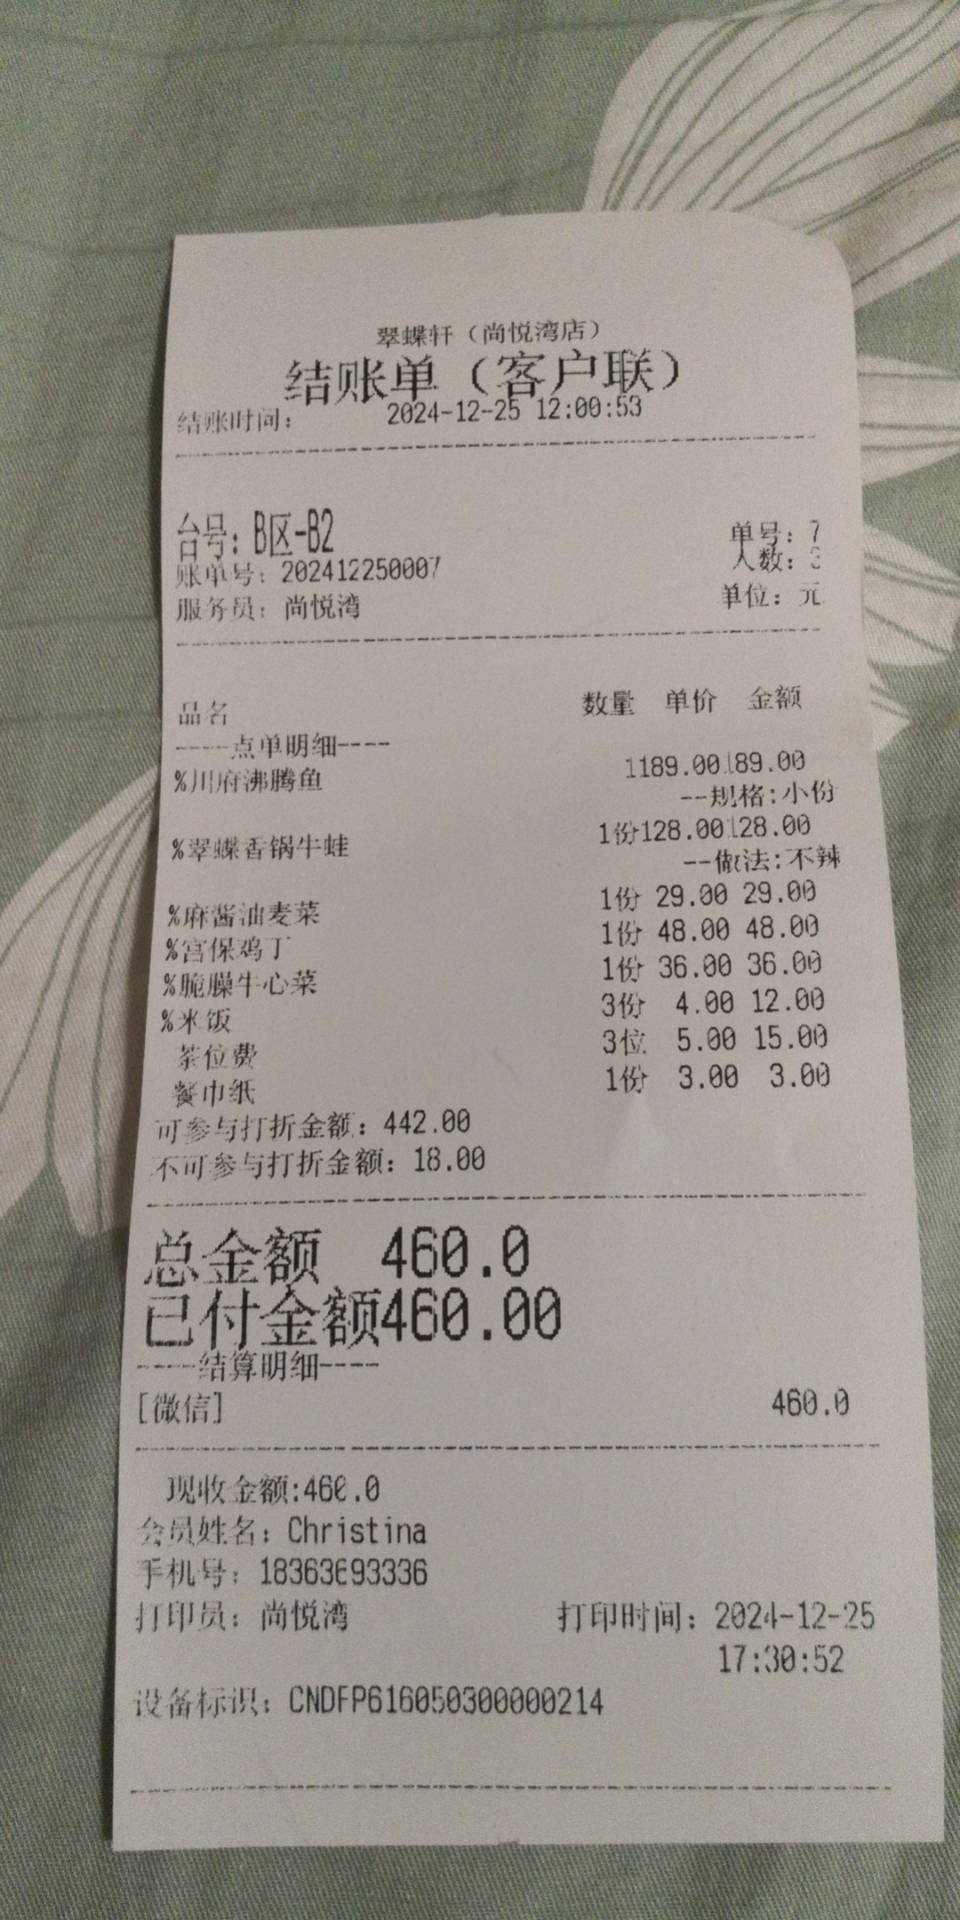 翠蝶轩（尚悦湾店）
结账单（客户联）
结账时间： 2024-12-25 12:00:53
台号：B区-B2 单号：7
人数：3
账单号：202412250007
服务员：尚悦湾 单位：元
品名 数量 单价 金额
----点单明细----
%川府沸腾鱼 1 189.00 189.00
--规格:小份
%翠蝶香锅牛蛙 1份 128.00 128.00
--做法:不辣
%麻酱油麦菜 1份 29.00 29.00
%宫保鸡丁 1份 48.00 48.00
%脆臊牛心菜 1份 36.00 36.00
%米饭 3份 4.00 12.00
茶位费 3位 5.00 15.00
餐巾纸 1份 3.00 3.00
可参与打折金额：442.00
不可参与打折金额：18.00
总金额 460.0
已付金额460.00
----结算明细----
[微信] 460.0
现收金额:460.0
会员姓名：Christina
手机号：18363693336
打印员：尚悦湾 打印时间：2024-12-25
17:30:52
设备标识：CNDFP616050300000214